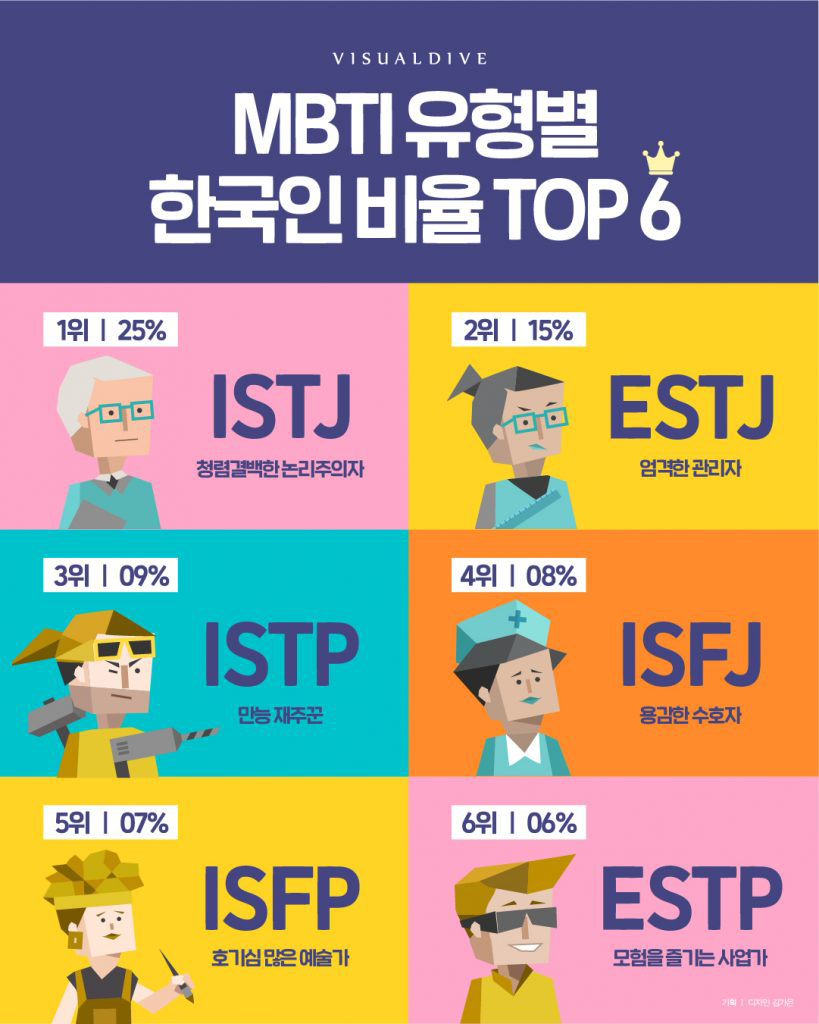 VISUALDIVE
MBTI 유형별
한국인 비율 TOP 6
1위 | 25%
ISTJ
청렴결백한 논리주의자
2위 | 15%
ESTJ
엄격한 관리자
3위 | 09%
ISTP
만능 재주꾼
4위 | 08%
ISFJ
용감한 수호자
5위 | 07%
ISFP
호기심 많은 예술가
6위 | 06%
ESTP
모험을 즐기는 사업가
기획 | 디자인 김가은